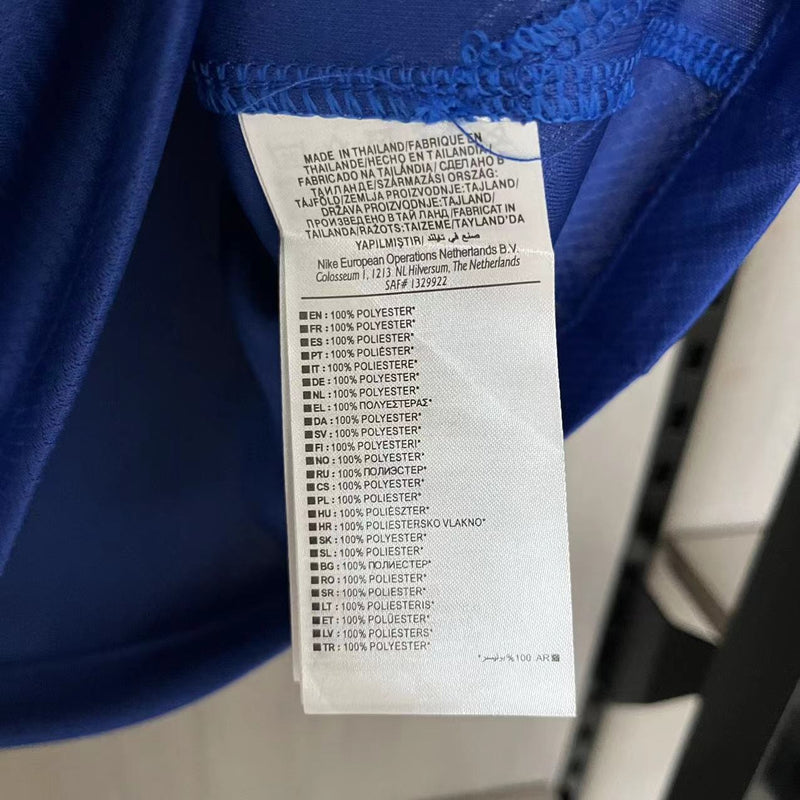 MADE IN THAILAND/FABRIQUE EN
THAÏLANDE/HECHO EN TAILANDIA/
FABRICADO NA TAILÂNDIA/СДЕЛАНО В
ТАИЛАНДЕ/SZÁRMAZÁSI ORSZÁG:
TÁJFÖLD/ZEMLJA PROIZVODNJE:TAJLAND/
DRŽAVA PROIZVODNJE:TAJLAND/
ПРОИЗВЕДЕНО В ТАЙ ЛАНД/FABRICAT IN
TAILANDA/RAŽOTS:TAIZEME/TAYLAND'DA
YAPILMIŞTIR/صنع في تايلند
Nike European Operations Netherlands B.V.
Colosseum 1, 1213 NL Hilversum, The Netherlands
SAF# 1329922
EN : 100% POLYESTER*
FR : 100% POLYESTER*
ES : 100% POLIÉSTER*
PT : 100% POLIÉSTER*
IT : 100% POLIESTERE*
DE : 100% POLYESTER*
NL : 100% POLYESTER*
EL : 100% ΠΟΛΥΕΣΤΕΡΑΣ*
DA : 100% POLYESTER*
SV : 100% POLYESTER*
FI : 100% POLYESTERI*
NO : 100% POLYESTER*
RU : 100% ПОЛИЭСТЕР*
CS : 100% POLYESTER*
PL : 100% POLIESTER*
HU : 100% POLIÉSZTER*
HR : 100% POLIESTERSKO VLAKNO*
SK : 100% POLYESTER*
SL : 100% POLIESTER*
BG : 100% ПОЛИЕСТЕР*
RO : 100% POLIESTER*
SR : 100% POLIESTER*
LT : 100% POLIESTERIS*
ET : 100% POLÜESTER*
LV : 100% POLIESTERS*
TR : 100% POLYESTER*
AR. 100% بوليستر*